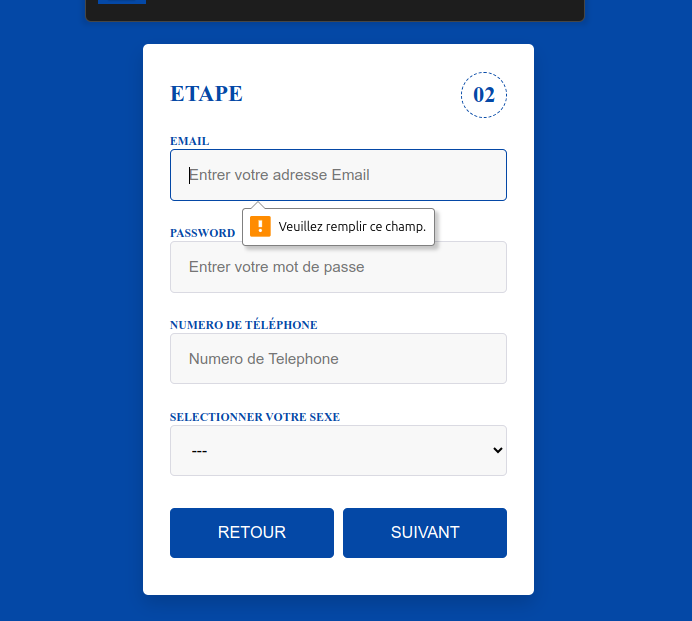 ETAPE
02
EMAIL
Entrer votre adresse Email
Veuillez remplir ce champ.
PASSWORD
Entrer votre mot de passe
NUMERO DE TÉLÉPHONE
Numero de Telephone
SELECTIONNER VOTRE SEXE
---
RETOUR
SUIVANT